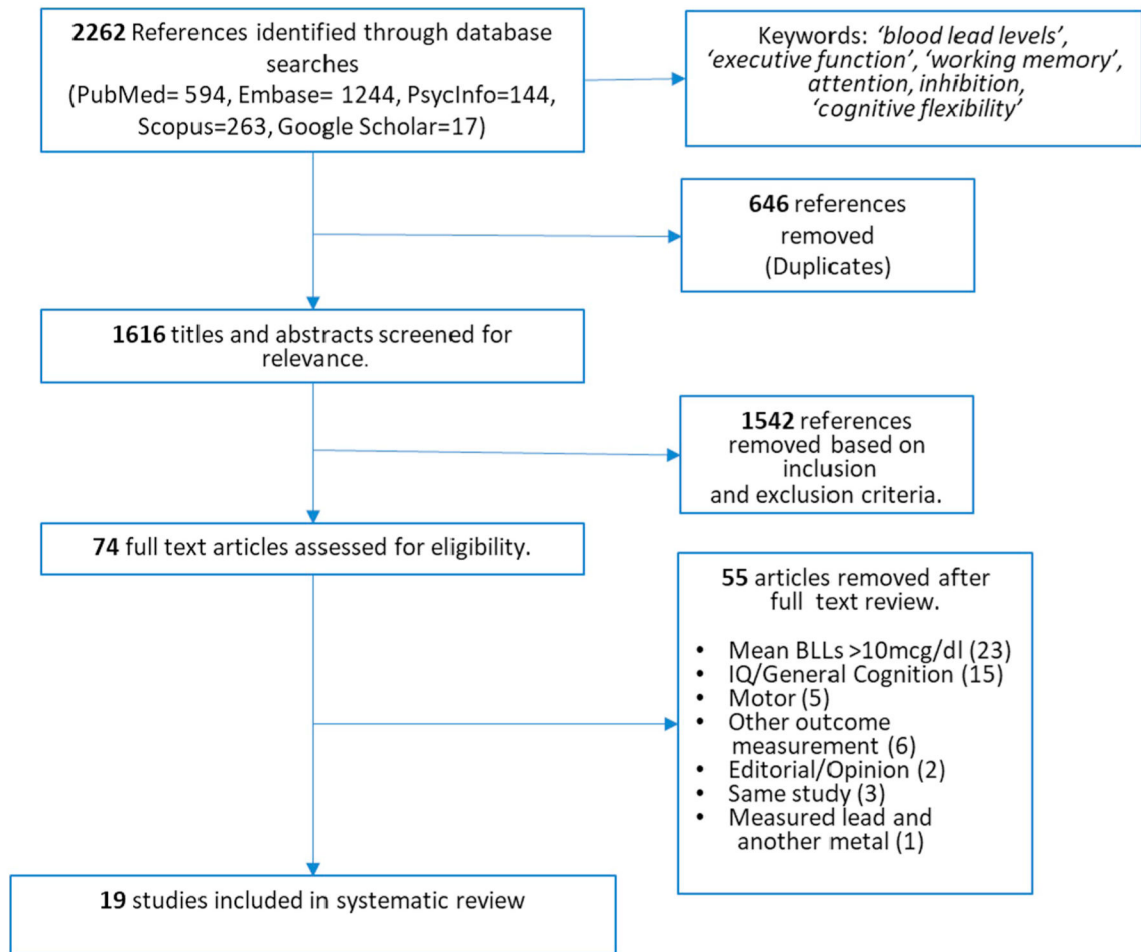 2262 References identified through database
searches
(PubMed= 594, Embase= 1244, PsycInfo=144,
Scopus=263, Google Scholar=17)
Keywords: ‘blood lead levels’,
‘executive function’, ‘working memory’,
attention, inhibition,
‘cognitive flexibility’
646 references
removed
(Duplicates)
1616 titles and abstracts screened for
relevance.
1542 references
removed based on
inclusion
and exclusion criteria.
74 full text articles assessed for eligibility.
55 articles removed after
full text review.
• Mean BLLs >10mcg/dl (23)
• IQ/General Cognition (15)
• Motor (5)
• Other outcome
measurement (6)
• Editorial/Opinion (2)
• Same study (3)
• Measured lead and
another metal (1)
19 studies included in systematic review